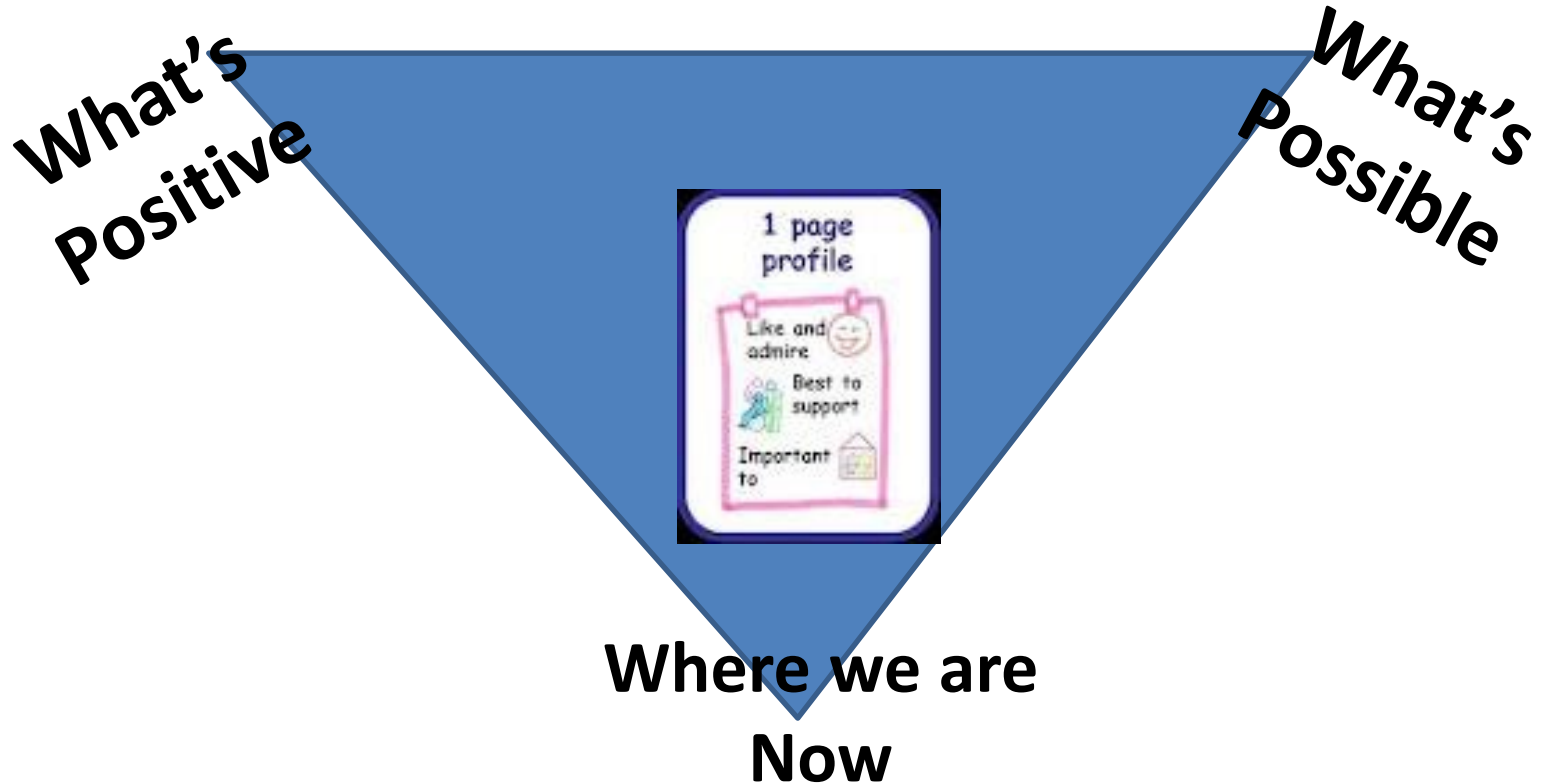 What's
Positive
What's
Possible
1 page
profile
Like and
admire
Best to
support
Important
to
Where we are
Now